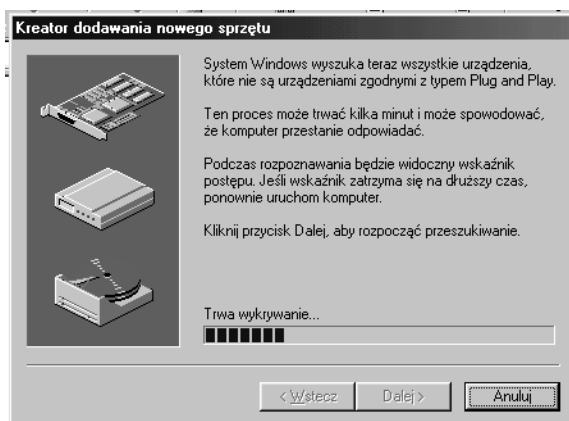 Kreator dodawania nowego sprzętu
System Windows wyszuka teraz wszystkie urządzenia,
które nie są urządzeniami zgodnymi z typem Plug and Play.
Ten proces może trwać kilka minut i może spowodować,
że komputer przestanie odpowiadać.
Podczas rozpoznawania będzie widoczny wskaźnik
postępu. Jeśli wskaźnik zatrzyma się na dłuższy czas,
ponownie uruchom komputer.
Kliknij przycisk Dalej, aby rozpocząć przeszukiwanie.
Trwa wykrywanie...
< Wstecz   Dalej >   Anuluj